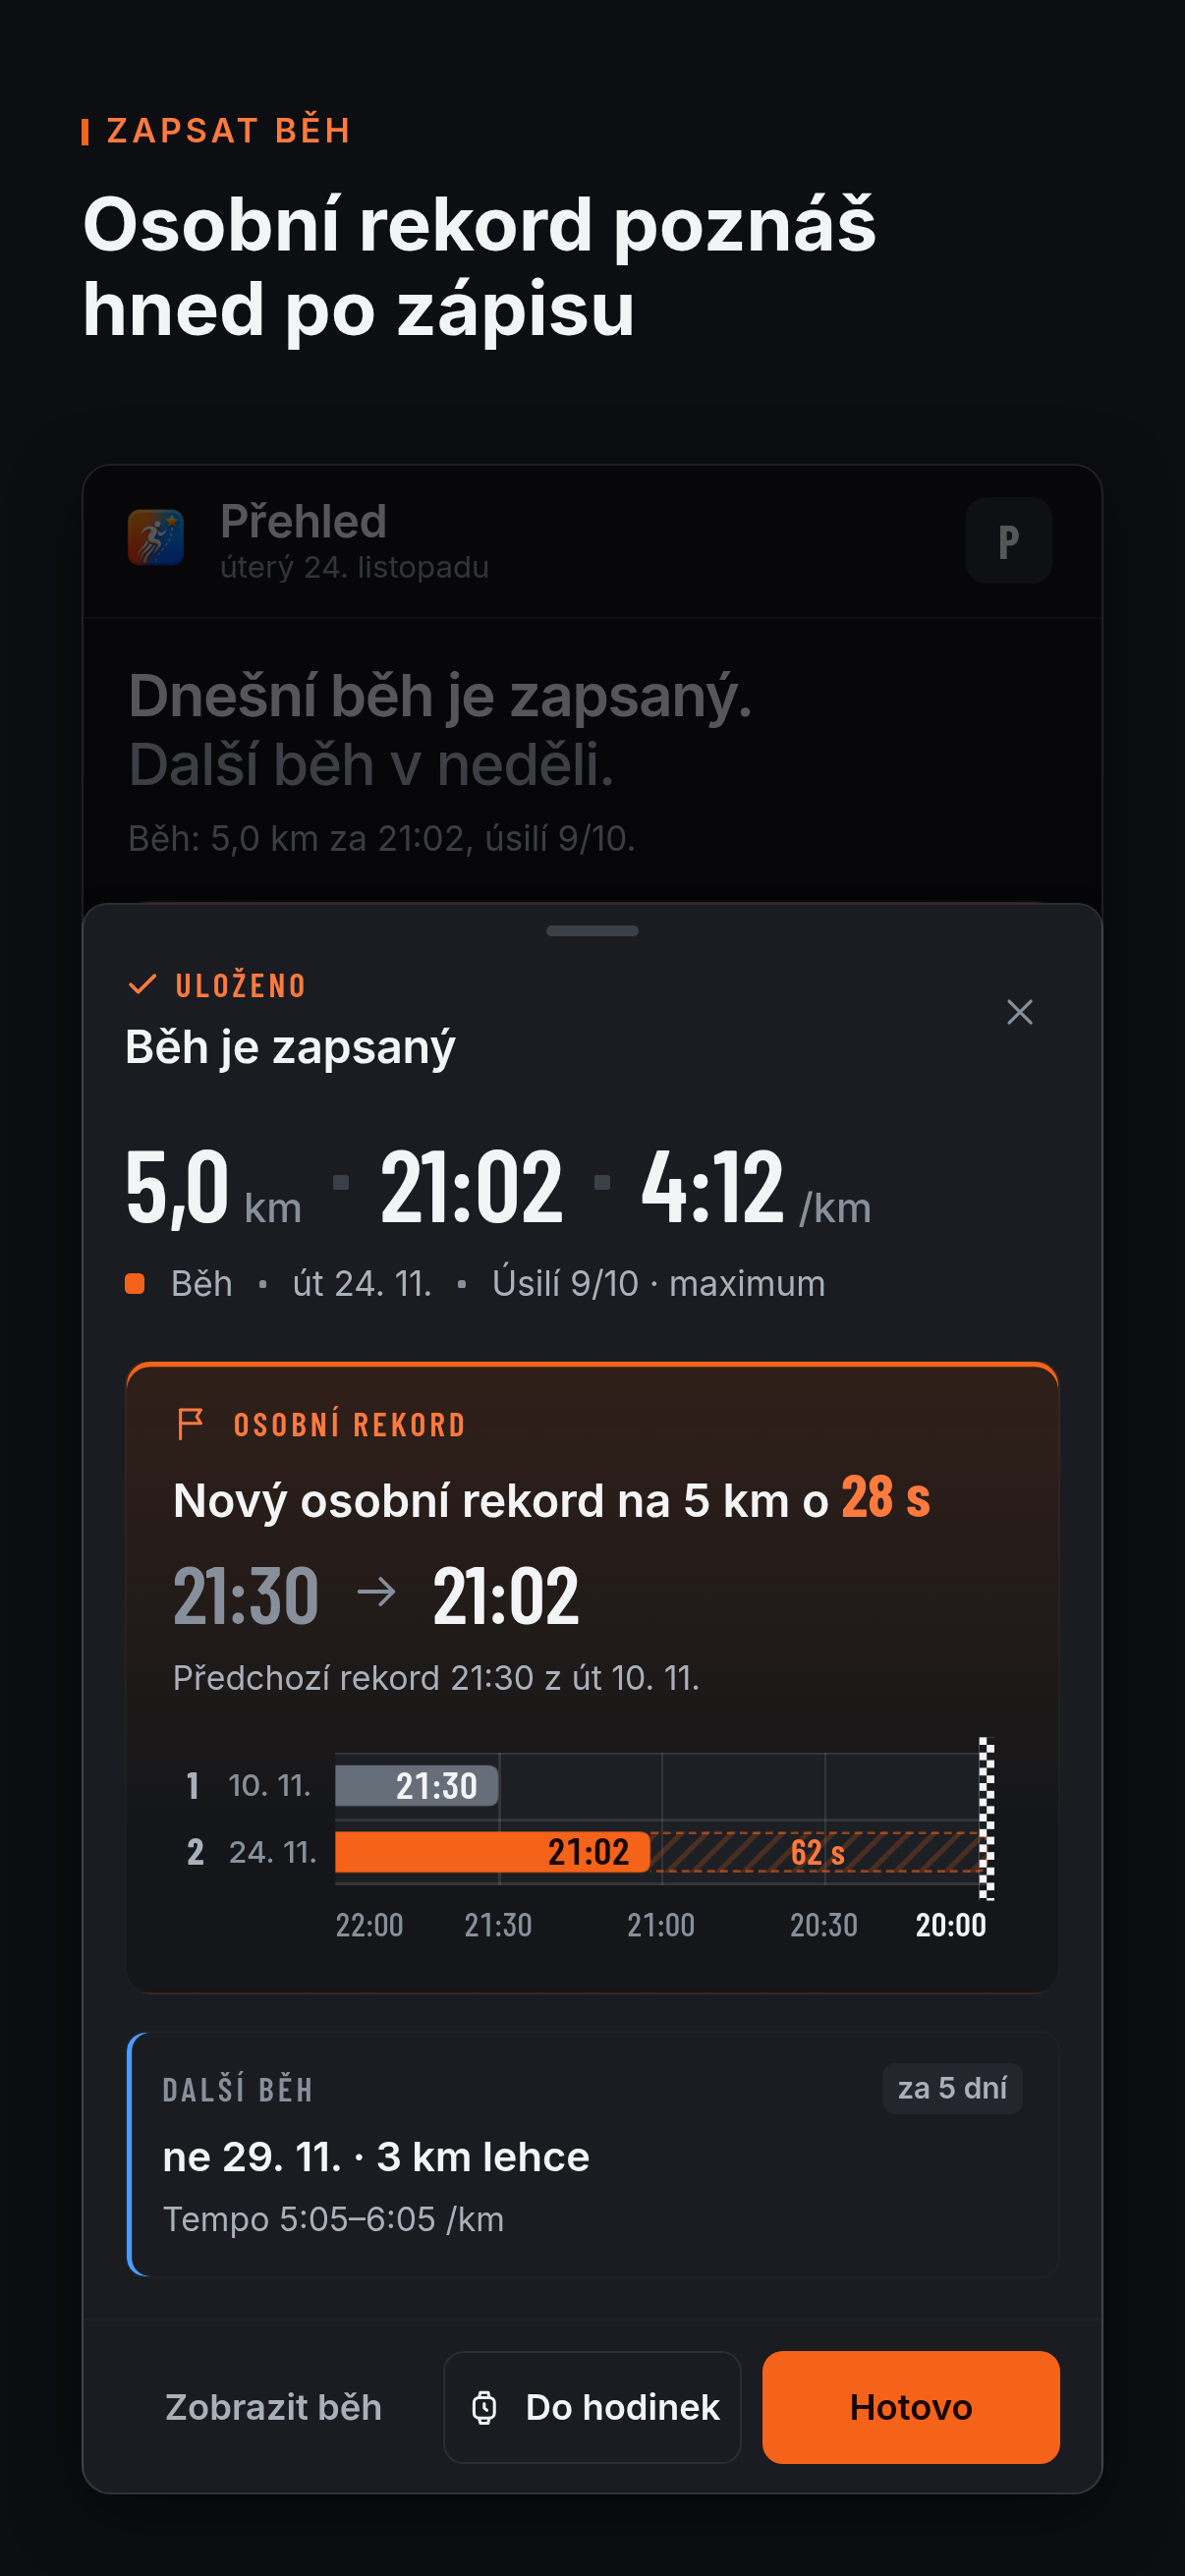 ZAPSAT BĚH
Osobní rekord poznáš
hned po zápisu
Přehled
úterý 24. listopadu
P
Dnešní běh je zapsaný.
Další běh v neděli.
Běh: 5,0 km za 21:02, úsilí 9/10.
ULOŽENO
Běh je zapsaný
5,0 km 21:02 4:12 /km
Běh · út 24. 11. · Úsilí 9/10 · maximum
OSOBNÍ REKORD
Nový osobní rekord na 5 km o 28 s
21:30 → 21:02
Předchozí rekord 21:30 z út 10. 11.
1 10. 11. 21:30
2 24. 11. 21:02 62 s
22:00 21:30 21:00 20:30 20:00
DALŠÍ BĚH za 5 dní
ne 29. 11. · 3 km lehce
Tempo 5:05–6:05 /km
Zobrazit běh Do hodinek Hotovo